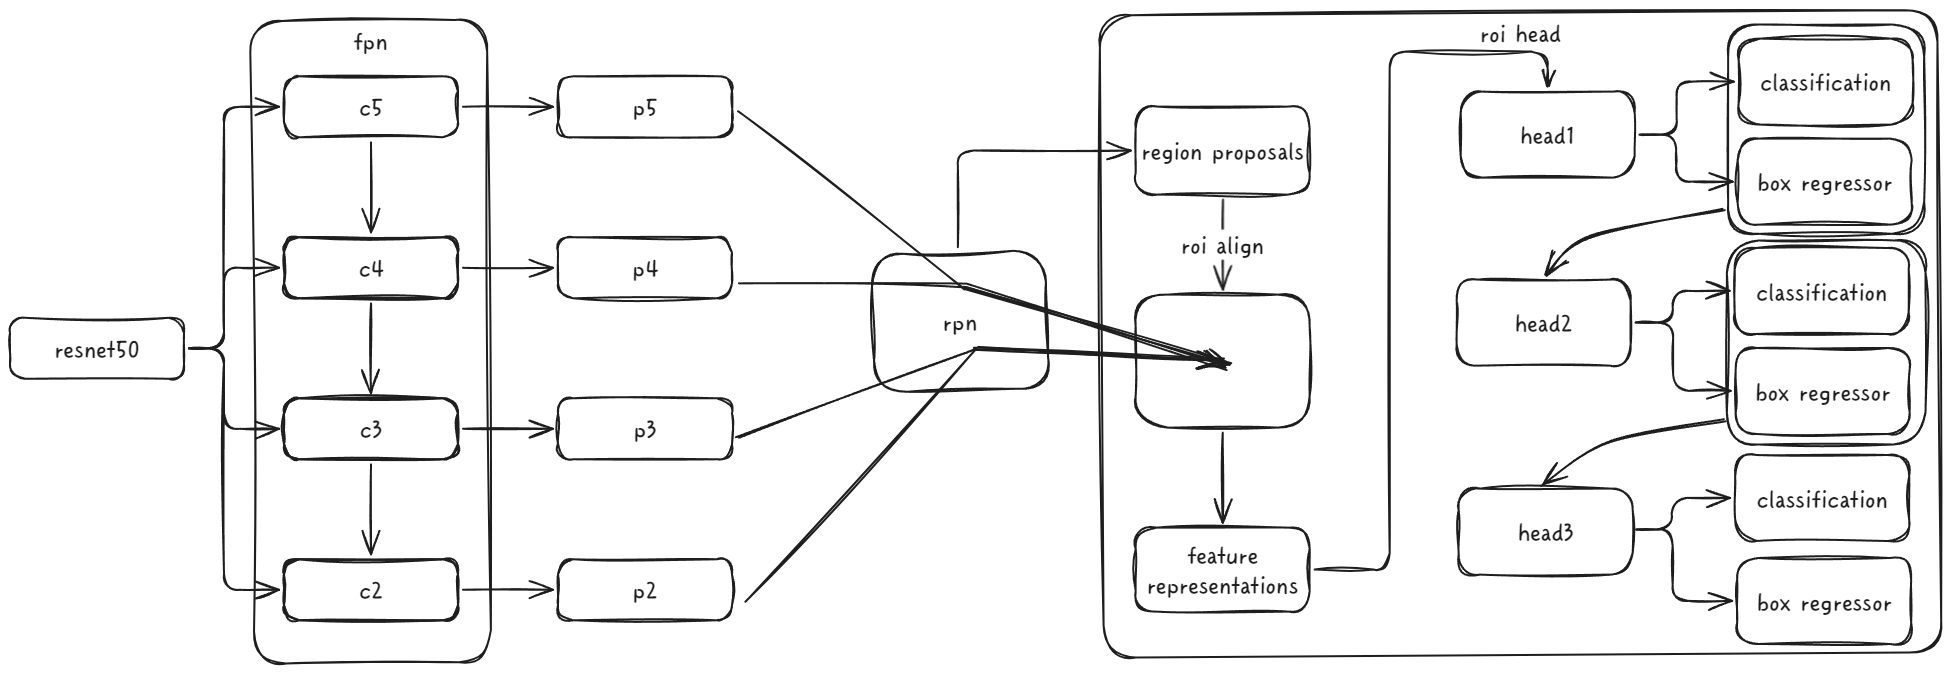 fpn
c5
c4
c3
c2
resnet50
p5
p4
p3
p2
rpn
region proposals
roi align
feature
representations
roi head
head1
classification
box regressor
head2
classification
box regressor
head3
classification
box regressor